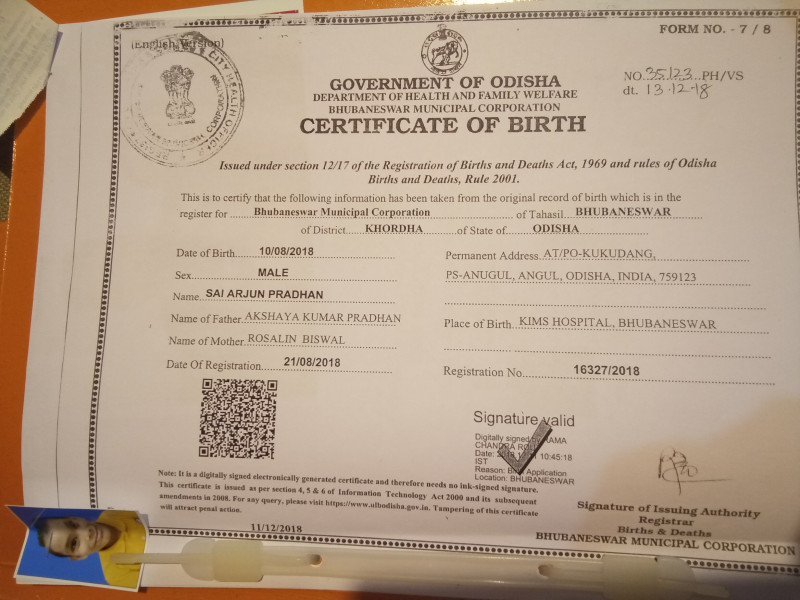 FORM NO. - 7 / 8
(English Version)
NO. 35123 PH/VS
dt. 13-12-18
GOVERNMENT OF ODISHA
DEPARTMENT OF HEALTH AND FAMILY WELFARE
BHUBANESWAR MUNICIPAL CORPORATION
CERTIFICATE OF BIRTH
Issued under section 12/17 of the Registration of Births and Deaths Act, 1969 and rules of Odisha
Births and Deaths, Rule 2001.
This is to certify that the following information has been taken from the original record of birth which is in the
register for Bhubaneswar Municipal Corporation of Tahasil BHUBANESWAR
of District KHORDHA of State of ODISHA
Date of Birth 10/08/2018
Sex MALE
Name SAI ARJUN PRADHAN
Name of Father AKSHAYA KUMAR PRADHAN
Name of Mother ROSALIN BISWAL
Date Of Registration 21/08/2018
Permanent Address AT/PO-KUKUDANG,
PS-ANUGUL, ANGUL, ODISHA, INDIA, 759123
Place of Birth KIMS HOSPITAL, BHUBANESWAR
Registration No. 16327/2018
Signature valid
Digitally signed by RAMA
CHANDRA
Date: 10:45:18
IST
Reason: Application
Location: BHUBANESWAR
Note: It is a digitally signed electronically generated certificate and therefore needs no ink-signed signature.
This certificate is issued as per section 4, 5 & 6 of Information Technology Act 2000 and its subsequent
amendments in 2008. For any query, please visit https://www.ulbodisha.gov.in. Tampering of this certificate
will attract penal action.
11/12/2018
Signature of Issuing Authority
Registrar
Births & Deaths
BHUBANESWAR MUNICIPAL CORPORATION